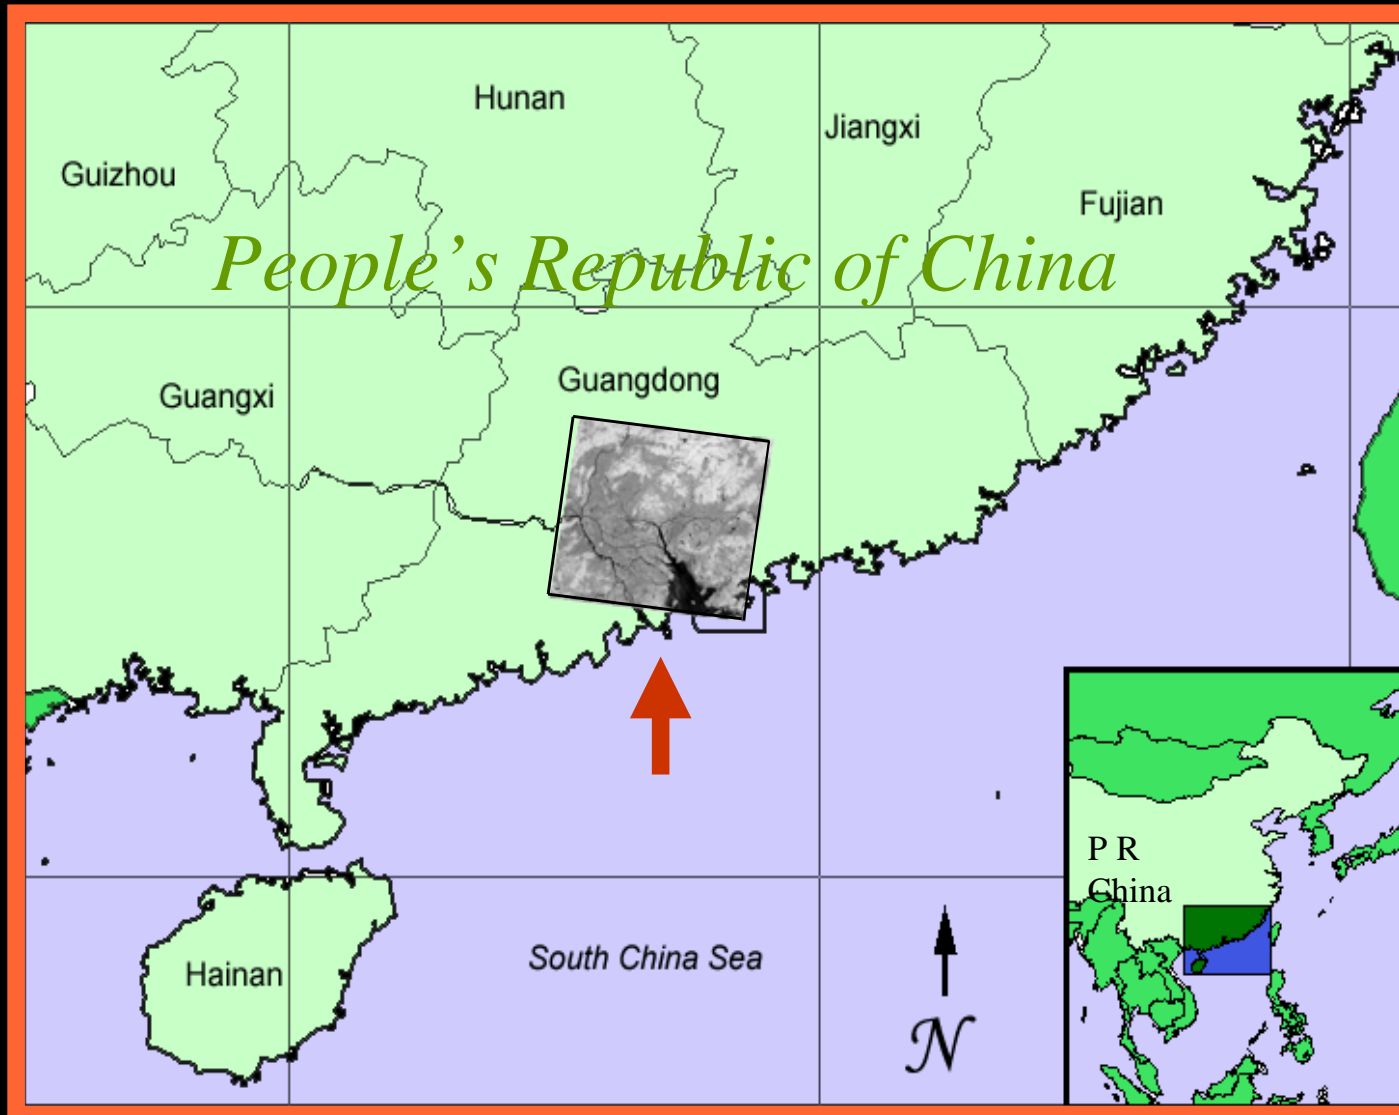 Hunan
Jiangxi
Guizhou
Fujian
People’s Republic of China
Guangdong
Guangxi
P R
China
South China Sea
Hainan
N